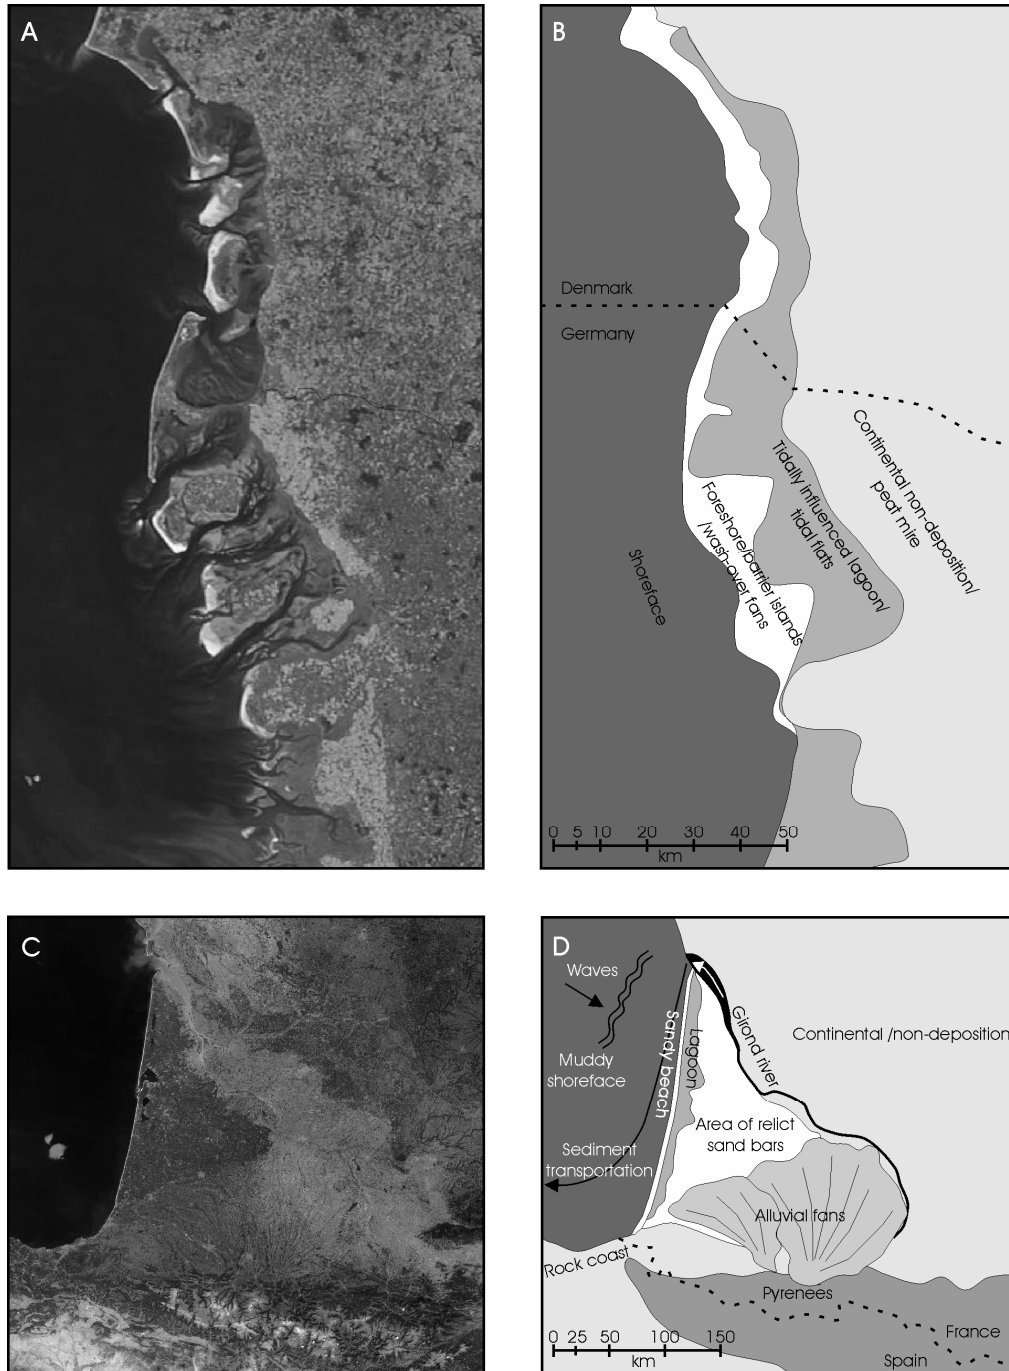 A
B
Denmark
Germany
Continental non-deposition/
peat mire
Tidally influenced lagoon/
tidal flats
Foreshore/barrier islands
/wash-over fans
Shoreface
0 5 10 20 30 40 50
km
C
D
Waves
Muddy
shoreface
Sediment
transportation
Sandy beach
Lagoon
Girond river
Continental /non-deposition
Area of relict
sand bars
Alluvial fans
Rock coast
Pyrenees
France
Spain
0 25 50 100 150
km